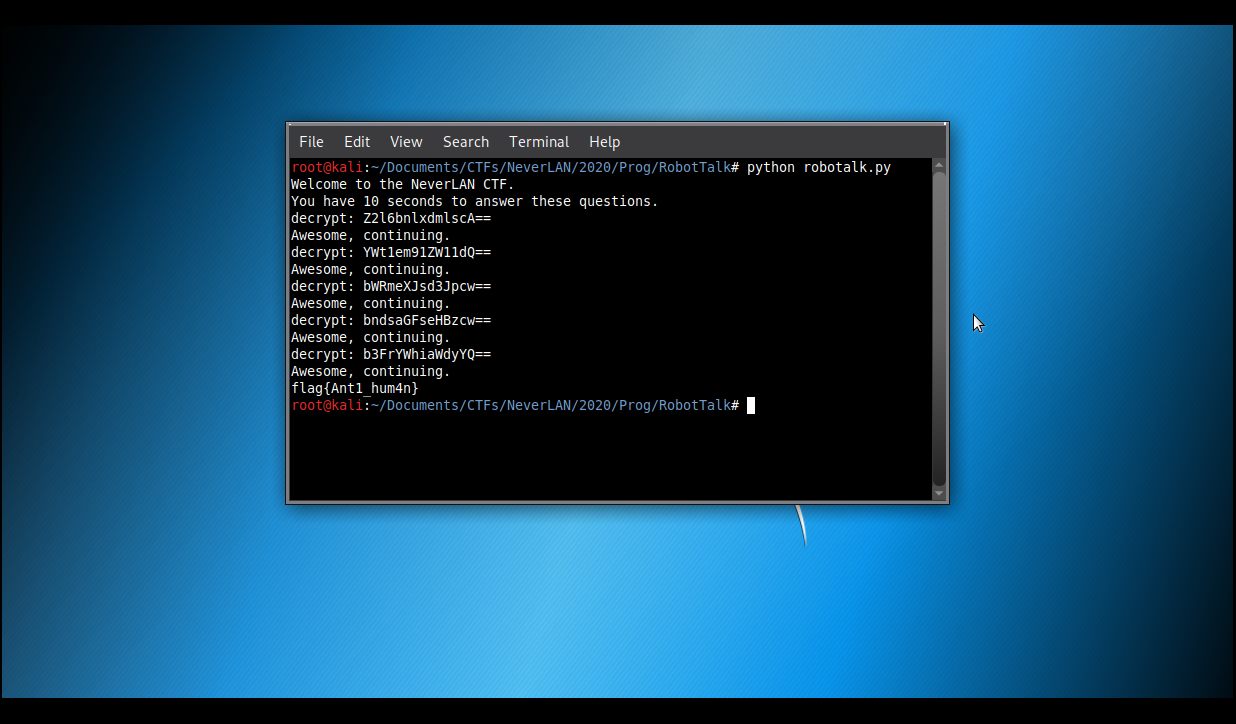 File Edit View Search Terminal Help
root@kali:~/Documents/CTFs/NeverLAN/2020/Prog/RobotTalk# python robotalk.py
Welcome to the NeverLAN CTF.
You have 10 seconds to answer these questions.
decrypt: Z2l6bnlxdmlscA==
Awesome, continuing.
decrypt: YWt1em91ZW11dQ==
Awesome, continuing.
decrypt: bWRmeXJsd3Jpcw==
Awesome, continuing.
decrypt: bndsaGFseHBzcw==
Awesome, continuing.
decrypt: b3FrYWhiaWdyYQ==
Awesome, continuing.
flag{Ant1_hum4n}
root@kali:~/Documents/CTFs/NeverLAN/2020/Prog/RobotTalk#